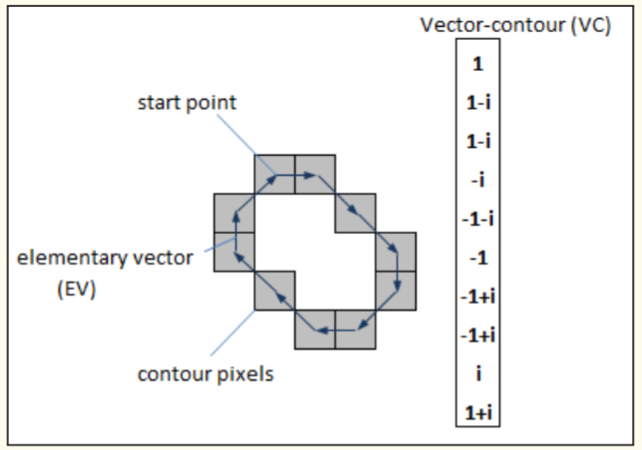 Vector-contour (VC)
start point
elementary vector
(EV)
contour pixels
1
1-i
1-i
-i
-1-i
-1
-1+i
-1+i
i
1+i